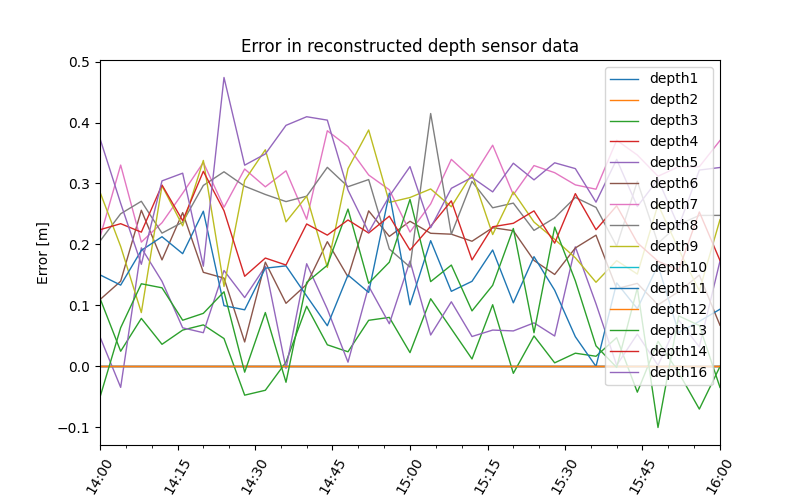 Error in reconstructed depth sensor data
0.5
0.4
0.3
0.2
0.1
0.0
−0.1
Error [m]
depth1
depth2
depth3
depth4
depth5
depth6
depth7
depth8
depth9
depth10
depth11
depth12
depth13
depth14
depth16
14:00
14:15
14:30
14:45
15:00
15:15
15:30
15:45
16:00